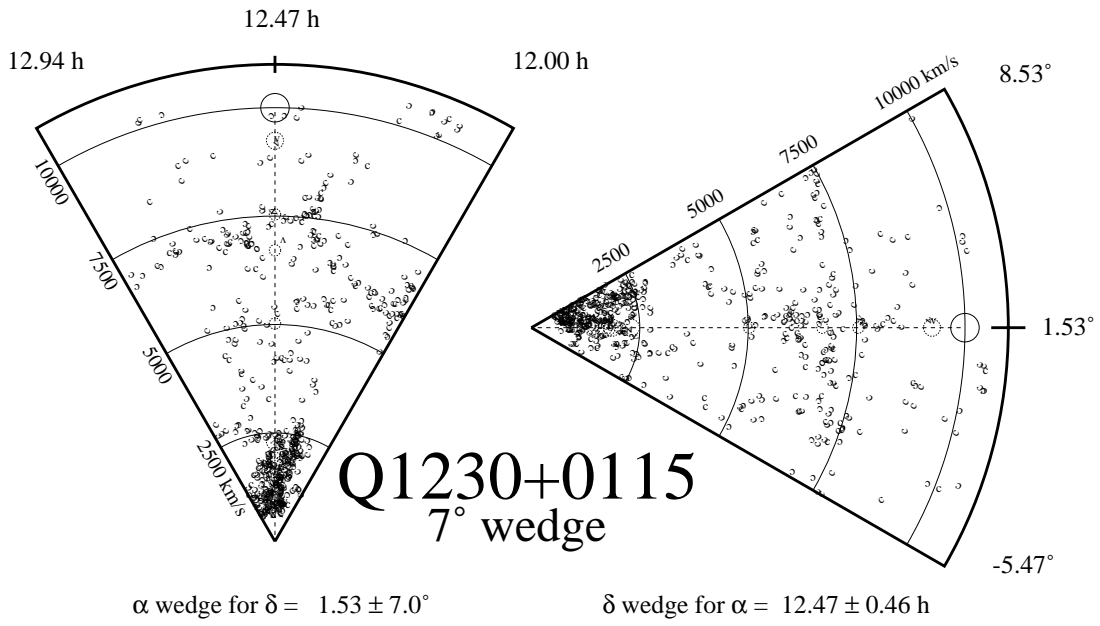 12.47 h
12.94 h
12.00 h
10000
7500
5000
2500 km/s
10000 km/s
7500
5000
2500
8.53°
1.53°
-5.47°
Q1230+0115
7° wedge
α wedge for δ = 1.53 ± 7.0°
δ wedge for α = 12.47 ± 0.46 h